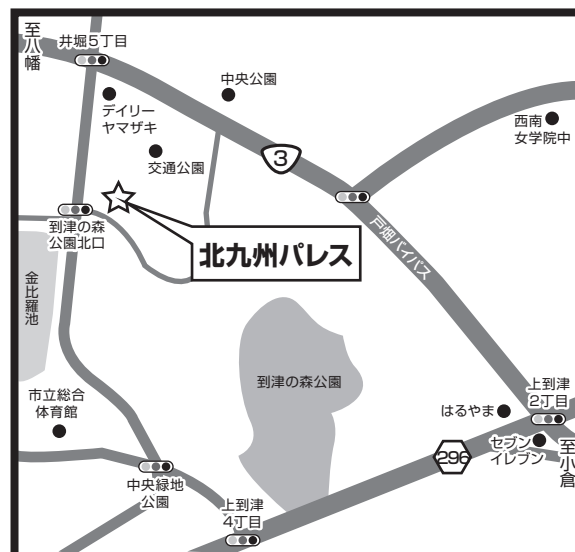 至八幡
井堀5丁目
中央公園
デイリー
ヤマザキ
西南
女学院中
交通公園
3
到津の森
公園北口
北九州パレス
戸畑バイパス
金比羅池
到津の森公園
市立総合
体育館
はるやま
上到津
2丁目
セブン
イレブン
至小倉
296
中央緑地
公園
上到津
4丁目